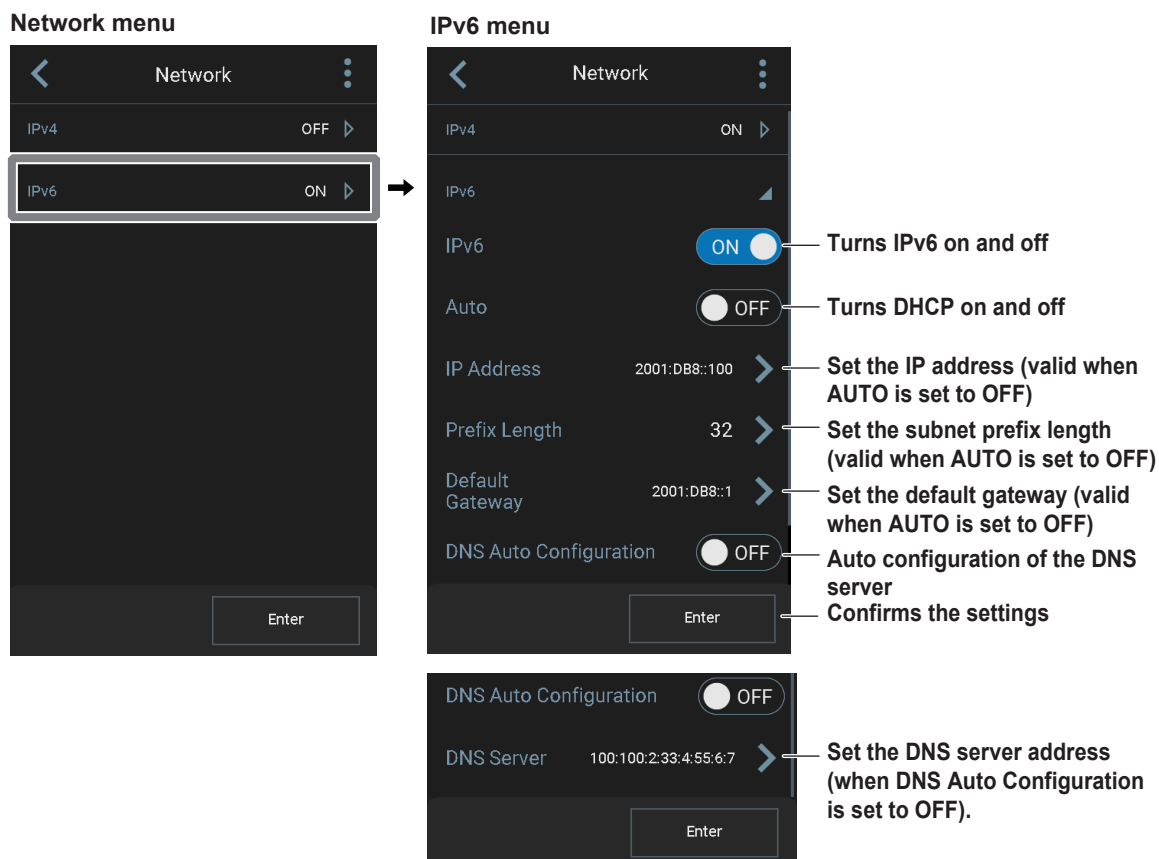 Network menu
Network
IPv4 OFF
IPv6 ON
Enter
IPv6 menu
Network
IPv4 ON
IPv6
IPv6 ON
Turns IPv6 on and off
Auto OFF
Turns DHCP on and off
IP Address 2001:DB8::100
Set the IP address (valid when
AUTO is set to OFF)
Prefix Length 32
Set the subnet prefix length
(valid when AUTO is set to OFF)
Default
Gateway 2001:DB8::1
Set the default gateway (valid
when AUTO is set to OFF)
DNS Auto Configuration OFF
Auto configuration of the DNS
server
Enter
Confirms the settings
DNS Auto Configuration OFF
DNS Server 100:100:2:33:4:55:6:7
Set the DNS server address
(when DNS Auto Configuration
is set to OFF).
Enter